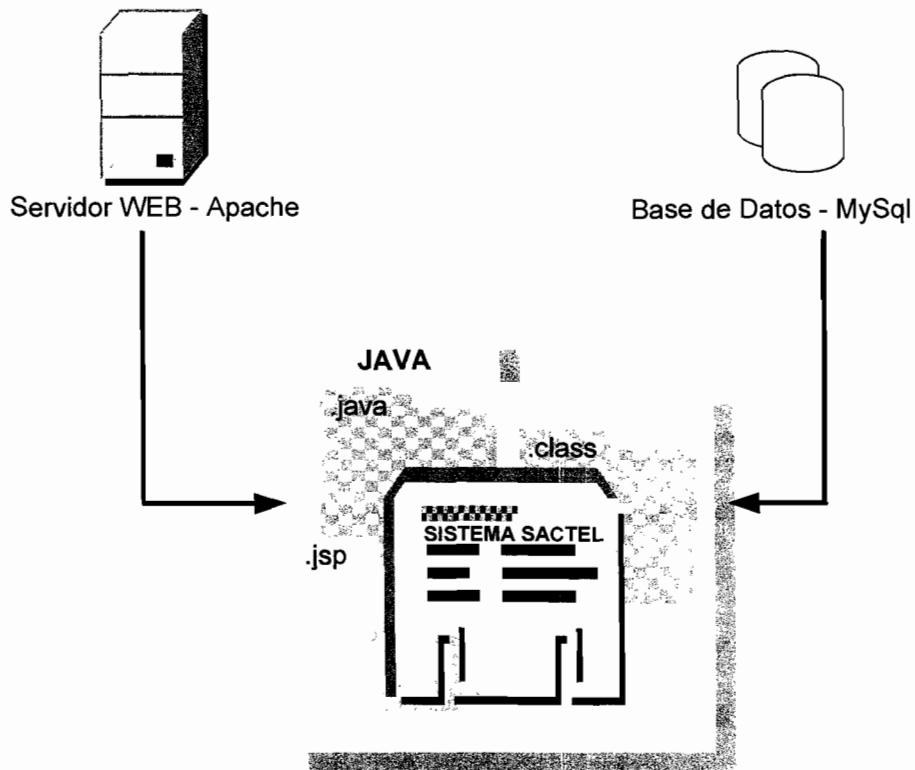 Servidor WEB - Apache
Base de Datos - MySql
JAVA
.java
.class
SISTEMA SACTEL
.jsp